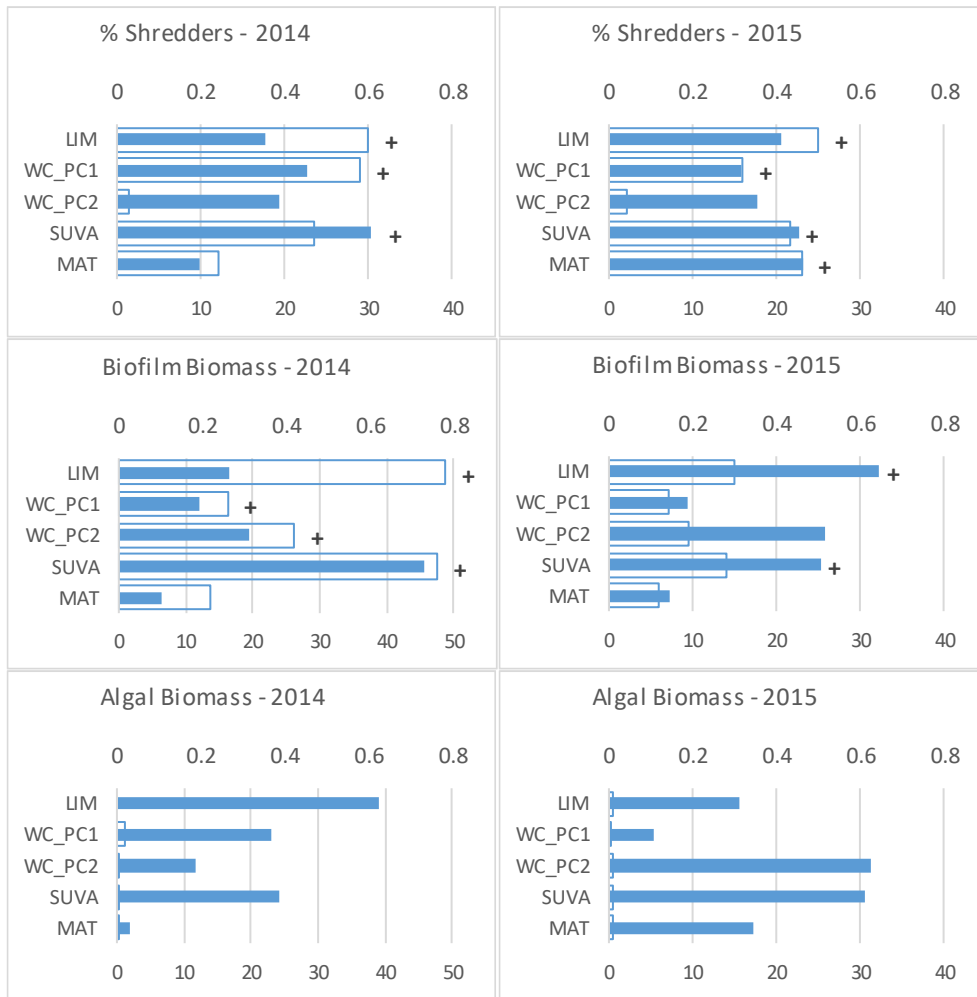 % Shredders - 2014
0 0.2 0.4 0.6 0.8
LIM +
WC_PC1 +
WC_PC2
SUVA +
MAT
0 10 20 30 40
% Shredders - 2015
0 0.2 0.4 0.6 0.8
LIM +
WC_PC1 +
WC_PC2
SUVA +
MAT +
0 10 20 30 40
Biofilm Biomass - 2014
0 0.2 0.4 0.6 0.8
LIM +
WC_PC1 +
WC_PC2 +
SUVA +
MAT
0 10 20 30 40 50
Biofilm Biomass - 2015
0 0.2 0.4 0.6 0.8
LIM +
WC_PC1
WC_PC2
SUVA +
MAT
0 10 20 30 40
Algal Biomass - 2014
0 0.2 0.4 0.6 0.8
LIM
WC_PC1
WC_PC2
SUVA
MAT
0 10 20 30 40 50
Algal Biomass - 2015
0 0.2 0.4 0.6 0.8
LIM
WC_PC1
WC_PC2
SUVA
MAT
0 10 20 30 40